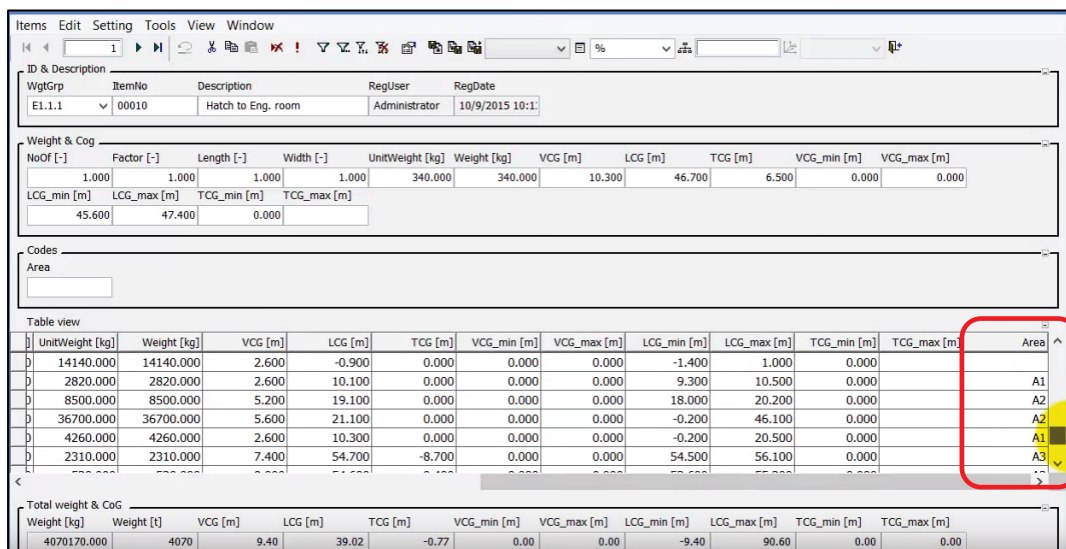 Items Edit Setting Tools View Window
1 %
ID & Description
WgtGrp ItemNo Description RegUser RegDate
E1.1.1 00010 Hatch to Eng. room Administrator 10/9/2015 10:1
Weight & Cog
NoOf [-] Factor [-] Length [-] Width [-] UnitWeight [kg] Weight [kg] VCG [m] LCG [m] TCG [m] VCG_min [m] VCG_max [m]
1.000 1.000 1.000 1.000 340.000 340.000 10.300 46.700 6.500 0.000 0.000
LCG_min [m] LCG_max [m] TCG_min [m] TCG_max [m]
45.600 47.400 0.000
Codes
Area
Table view
] UnitWeight [kg] Weight [kg] VCG [m] LCG [m] TCG [m] VCG_min [m] VCG_max [m] LCG_min [m] LCG_max [m] TCG_min [m] TCG_max [m] Area
14140.000 14140.000 2.600 -0.900 0.000 0.000 0.000 -1.400 1.000 0.000
2820.000 2820.000 2.600 10.100 0.000 0.000 0.000 9.300 10.500 0.000 A1
8500.000 8500.000 5.200 19.100 0.000 0.000 0.000 18.000 20.200 0.000 A2
36700.000 36700.000 5.600 21.100 0.000 0.000 0.000 -0.200 46.100 0.000 A2
4260.000 4260.000 2.600 10.300 0.000 0.000 0.000 -0.200 20.500 0.000 A1
2310.000 2310.000 7.400 54.700 -8.700 0.000 0.000 54.500 56.100 0.000 A3
Total weight & CoG
Weight [kg] Weight [t] VCG [m] LCG [m] TCG [m] VCG_min [m] VCG_max [m] LCG_min [m] LCG_max [m] TCG_min [m] TCG_max [m]
4070170.000 4070 9.40 39.02 -0.77 0.00 0.00 -9.40 90.60 0.00 0.00